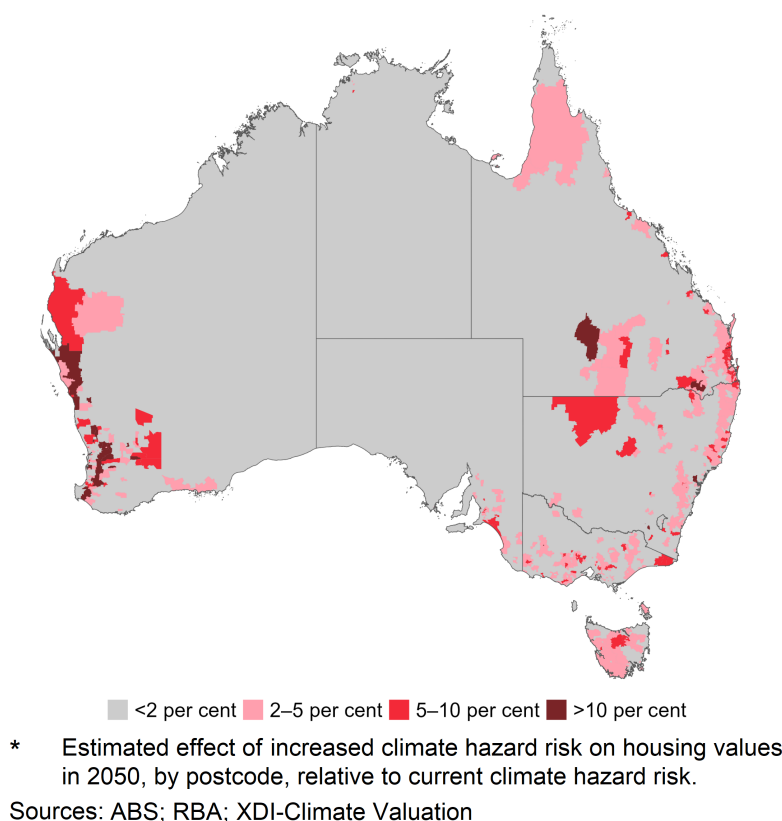 <2 per cent 2–5 per cent 5–10 per cent >10 per cent
* Estimated effect of increased climate hazard risk on housing values
in 2050, by postcode, relative to current climate hazard risk.
Sources: ABS; RBA; XDI-Climate Valuation